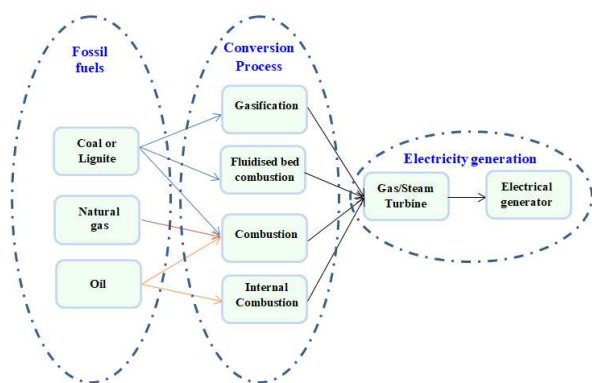 Fossil
fuels
Coal or
Lignite
Natural
gas
Oil
Conversion
Process
Gasification
Fluidised bed
combustion
Combustion
Internal
Combustion
Electricity generation
Gas/Steam
Turbine
Electrical
generator